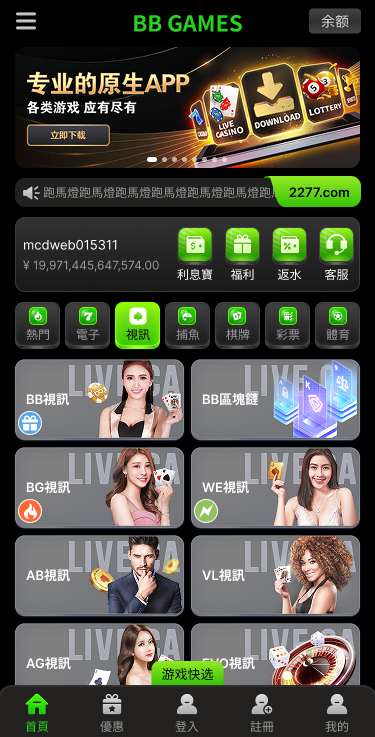 BB GAMES
余额
专业的原生APP
各类游戏 应有尽有
立即下载
LIVE CASINO
DOWNLOAD
LOTTERY
跑馬燈跑馬燈跑馬燈跑馬燈跑馬燈跑馬燈跑
2277.com
mcdweb015311
¥ 19,971,445,647,574.00
利息寶
福利
返水
客服
熱門
電子
視訊
捕魚
棋牌
彩票
體育
BB視訊
BB區塊鏈
BG視訊
WE視訊
AB視訊
VL視訊
AG視訊
EVO視訊
游戏快选
首頁
優惠
登入
註冊
我的